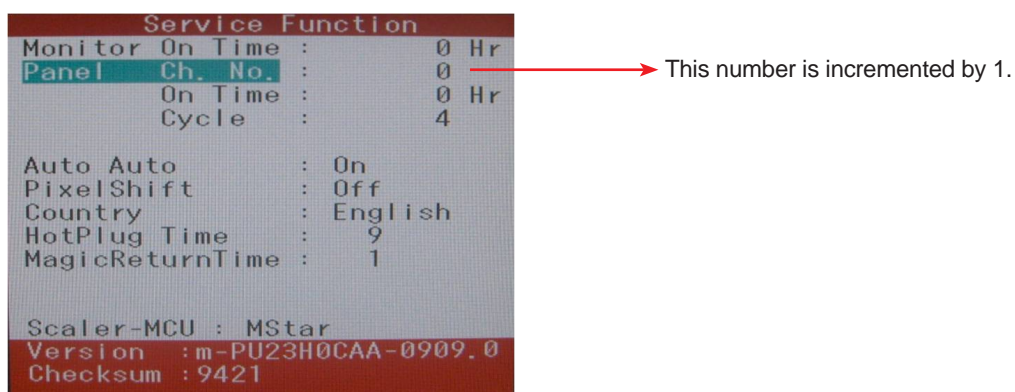 Service Function
Monitor On Time : 0 Hr
Panel Ch. No. : 0
This number is incremented by 1.
On Time : 0 Hr
Cycle : 4
Auto Auto : On
PixelShift : Off
Country : English
HotPlug Time : 9
MagicReturnTime : 1
Scaler-MCU : MStar
Version :m-PU23H0CAA-0909.0
Checksum :9421